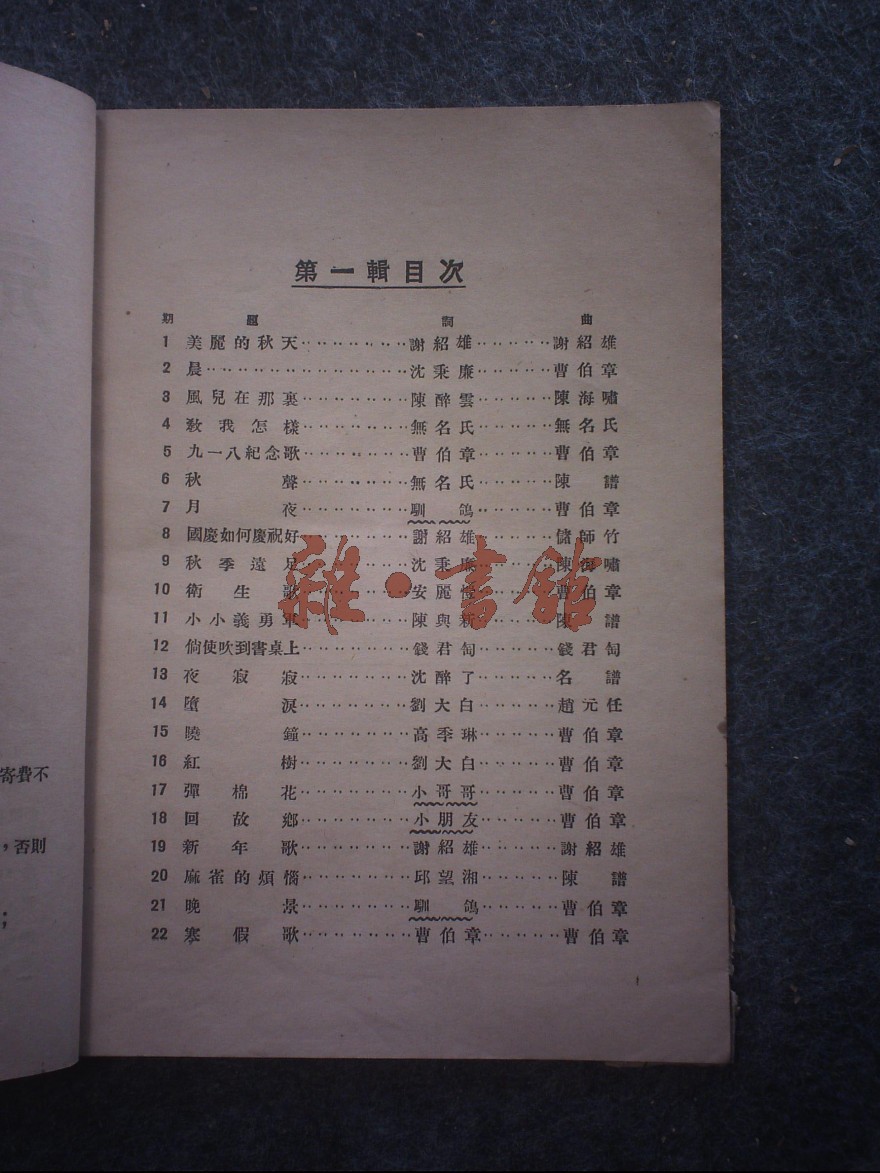 第一輯目次
期 題 詞 曲
1 美麗的秋天 謝紹雄 謝紹雄
2 晨 沈秉廉 曹伯章
3 風兒在那裏 陳醉雲 陳海嘯
4 敎我怎樣 無名氏 無名氏
5 九一八紀念歌 曹伯章 曹伯章
6 秋聲 無名氏 陳譜
7 月夜 馴鴿 曹伯章
8 國慶如何慶祝好 謝紹雄 儲師竹
9 秋季遠足 沈秉廉 陳海嘯
10 衛生歌 安麗 曹伯章
11 小小義勇軍 陳與新 陳譜
12 倘使吹到書桌上 錢君匋 錢君匋
13 夜寂寂 沈醉了 名譜
14 墮淚 劉大白 趙元任
15 曉鐘 高季琳 曹伯章
16 紅樹 劉大白 曹伯章
17 彈棉花 小哥哥 曹伯章
18 回故鄉 小朋友 曹伯章
19 新年歌 謝紹雄 謝紹雄
20 麻雀的煩惱 邱望湘 陳譜
21 晚景 馴鴿 曹伯章
22 寒假歌 曹伯章 曹伯章
1
寄費不
，否則
；
雜·書館